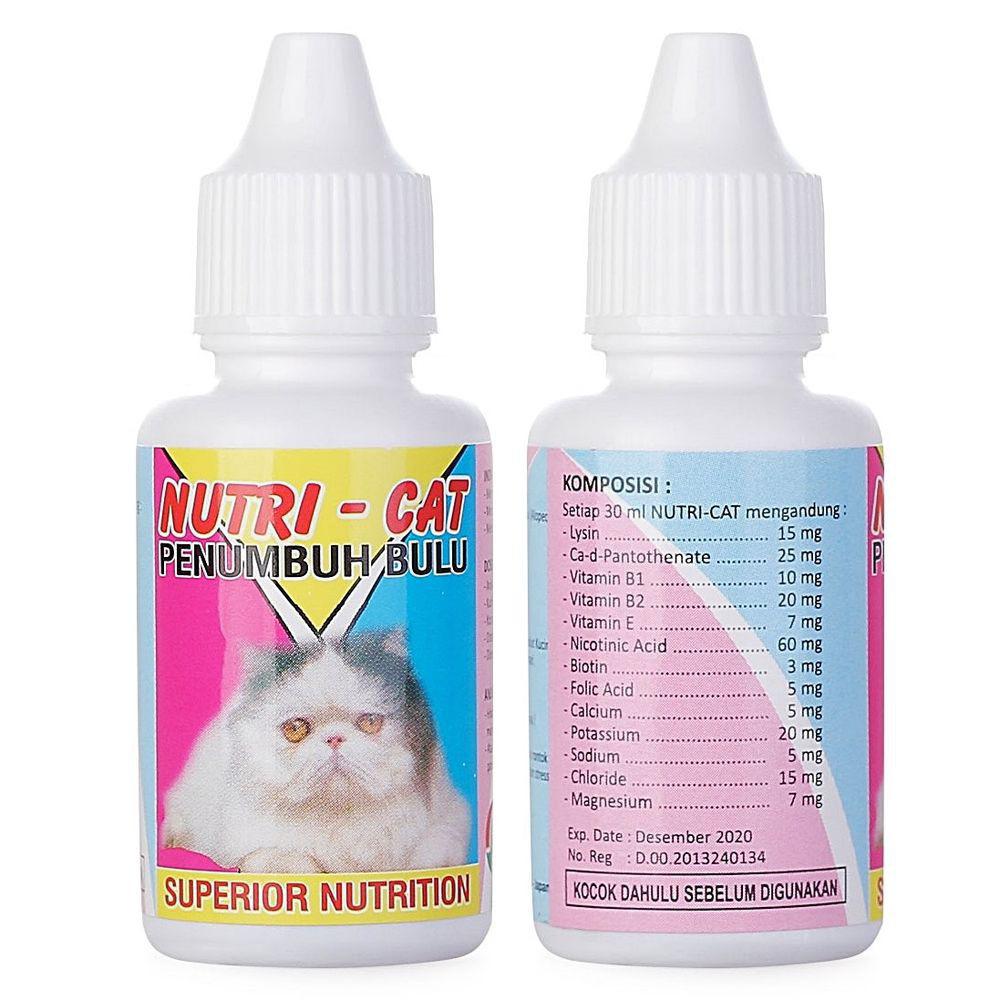 NUTRI - CAT
PENUMBUH BULU
SUPERIOR NUTRITION
KOMPOSISI :
Setiap 30 ml NUTRI-CAT mengandung :
- Lysin .......................... 15 mg
- Ca-d-Pantothenate .......... 25 mg
- Vitamin B1 ..................... 10 mg
- Vitamin B2 ..................... 20 mg
- Vitamin E ....................... 7 mg
- Nicotinic Acid .................. 60 mg
- Biotin .......................... 3 mg
- Folic Acid ....................... 5 mg
- Calcium ......................... 5 mg
- Potassium ....................... 20 mg
- Sodium .......................... 5 mg
- Chloride ......................... 15 mg
- Magnesium ..................... 7 mg
Exp. Date : Desember 2020
No. Reg : D.00.2013240134
KOCOK DAHULU SEBELUM DIGUNAKAN